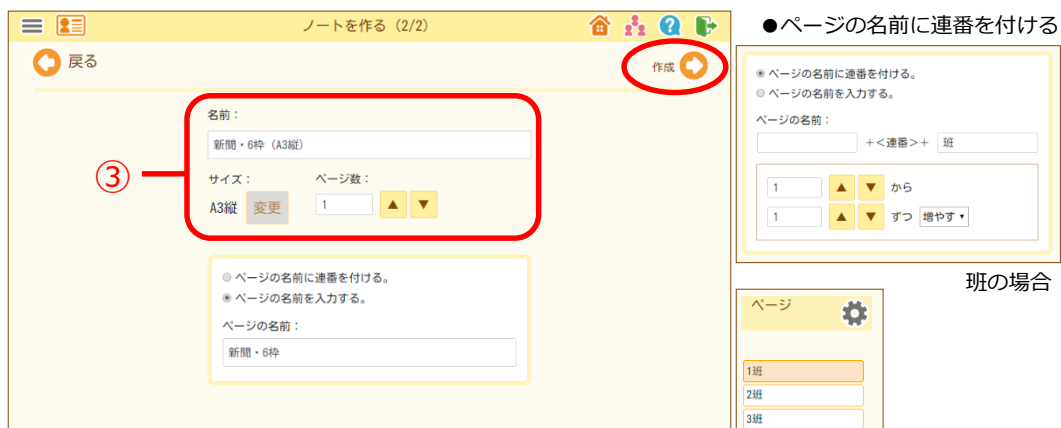 ノートを作る（2/2）
戻る
作成
③
名前：
新聞・6枠（A3縦）
サイズ：
ページ数：
A3縦
変更
1
▲
▼
ページの名前に連番を付ける。
ページの名前を入力する。
ページの名前：
新聞・6枠
●ページの名前に連番を付ける
ページの名前に連番を付ける。
ページの名前を入力する。
ページの名前：
+<連番>+ 班
1 ▲ ▼ から
1 ▲ ▼ ずつ 増やす
班の場合
ページ
1班
2班
3班